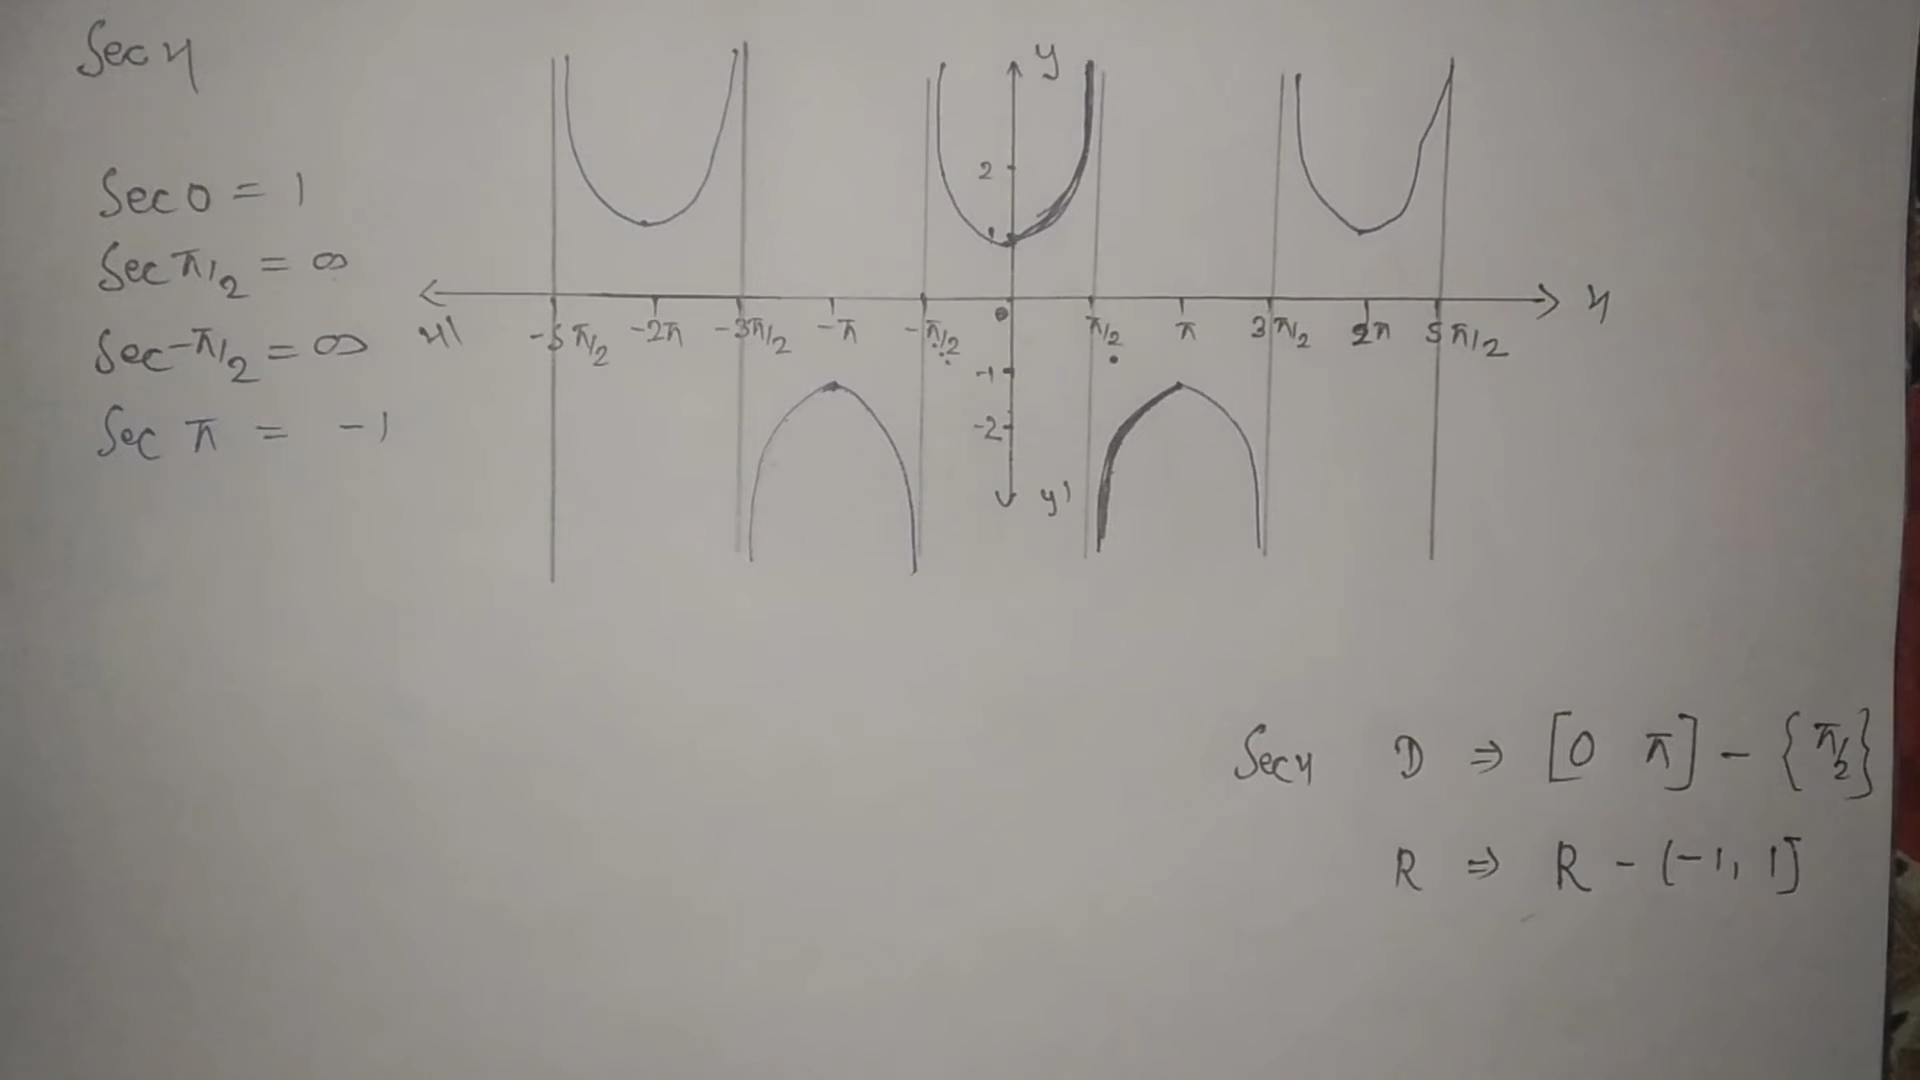 Sec x
Sec 0 = 1
Sec π/2 = ∞
Sec -π/2 = ∞
Sec π = -1
y
2
1
x' -5π/2 -2π -3π/2 -π -π/2 0 π/2 π 3π/2 2π 5π/2 x
-1
-2
y'
Sec x D ⇒ [0 π] - {π/2}
R ⇒ R - (-1, 1]